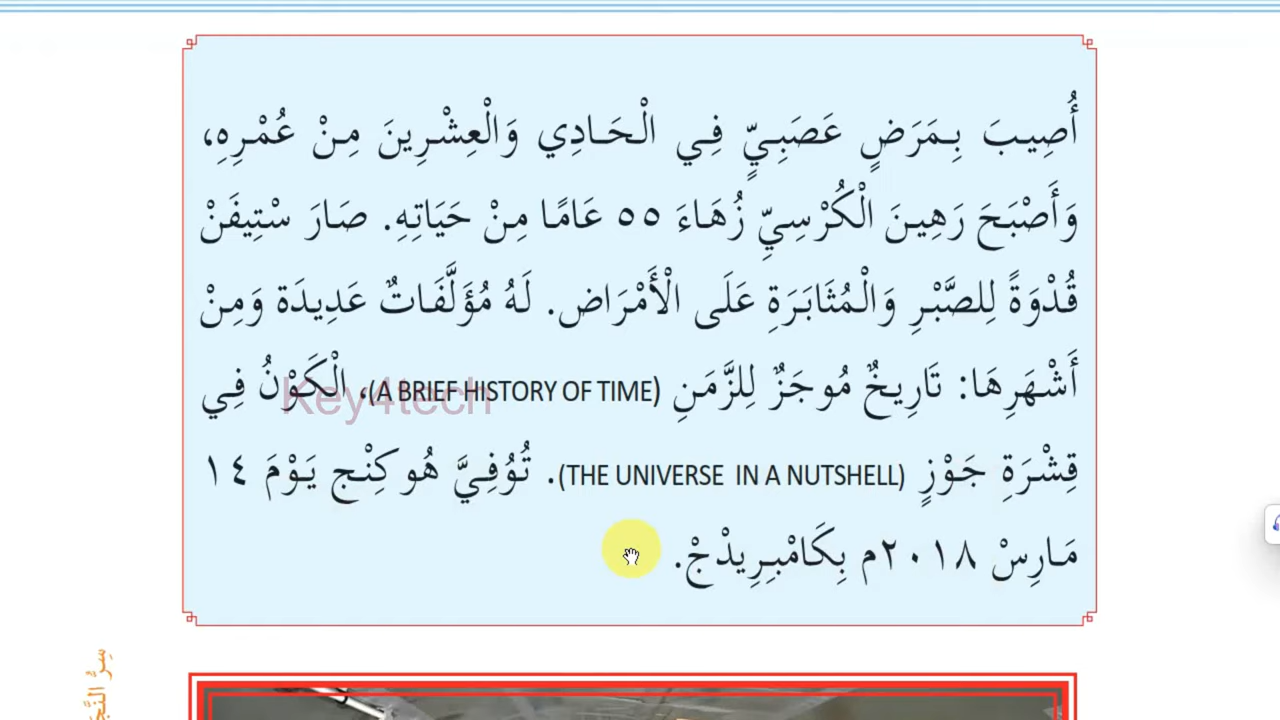 أُصِيبَ بِمَرَضٍ عَصَبِيٍّ فِي الْحَادِي وَالْعِشْرِينَ مِنْ عُمْرِهِ،
وَأَصْبَحَ رَهِينَ الْكُرْسِيِّ زُهَاءَ ٥٥ عَامًا مِنْ حَيَاتِهِ. صَارَ سْتِيفَنْ
قُدْوَةً لِلصَّبْرِ وَالْمُثَابَرَةِ عَلَى الْأَمْرَاض. لَهُ مُؤَلَّفَاتٌ عَدِيدَة وَمِنْ
أَشْهَرِهَا: تَارِيخٌ مُوجَزٌ لِلزَّمَنِ (A BRIEF HISTORY OF TIME)، الْكَوْنُ فِي
Key4tech
قِشْرَةِ جَوْزٍ (THE UNIVERSE IN A NUTSHELL). تُوُفِيَّ هُوكِنْج يَوْمَ ١٤
مَارِسْ ٢٠١٨م بِكَامْبِرِيدْجْ.